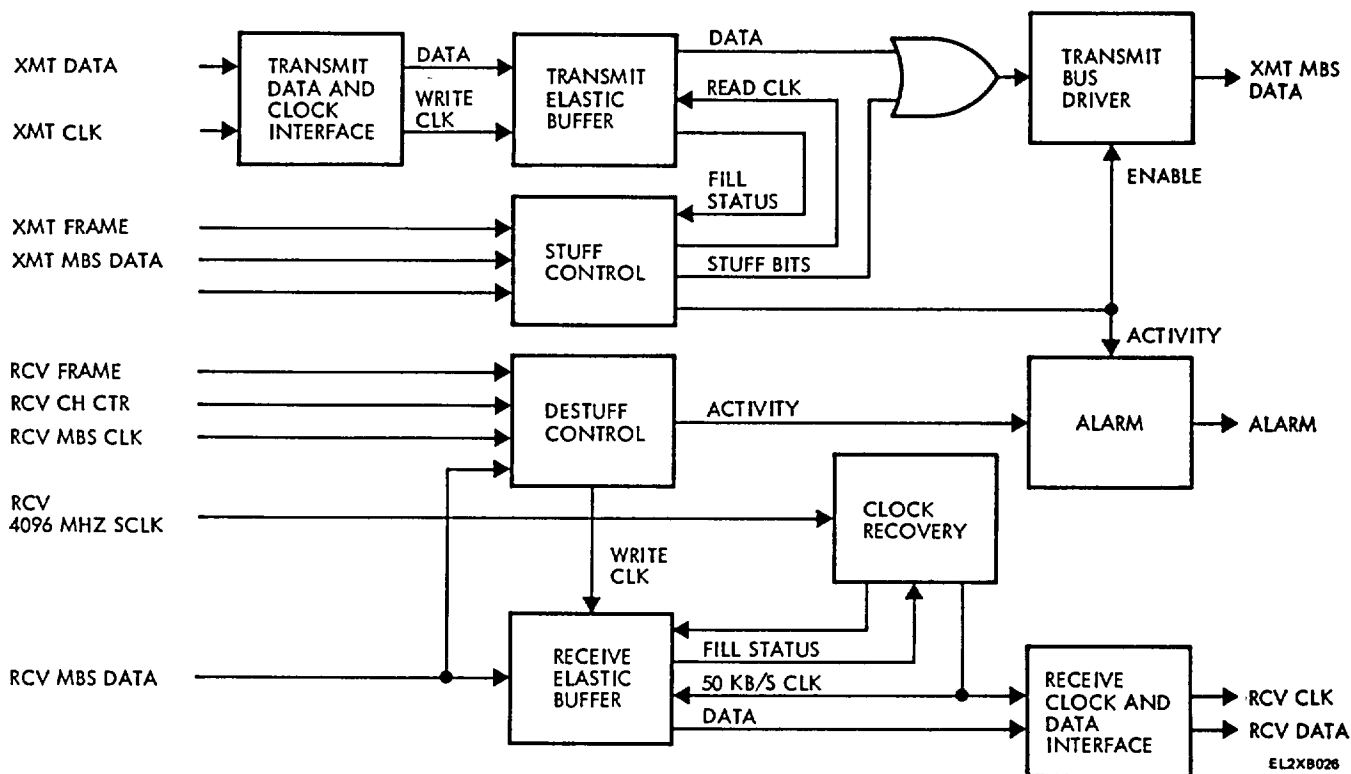 XMT DATA
XMT CLK
TRANSMIT
DATA AND
CLOCK
INTERFACE
DATA
WRITE
CLK
TRANSMIT
ELASTIC
BUFFER
DATA
READ CLK
FILL
STATUS
TRANSMIT
BUS
DRIVER
XMT MBS
DATA
ENABLE
XMT FRAME
XMT MBS DATA
STUFF
CONTROL
STUFF BITS
ACTIVITY
RCV FRAME
RCV CH CTR
RCV MBS CLK
DESTUFF
CONTROL
ACTIVITY
ALARM
ALARM
RCV
4096 MHZ SCLK
CLOCK
RECOVERY
WRITE
CLK
RCV MBS DATA
RECEIVE
ELASTIC
BUFFER
FILL STATUS
50 KB/S CLK
DATA
RECEIVE
CLOCK AND
DATA
INTERFACE
RCV CLK
RCV DATA
EL2XB026